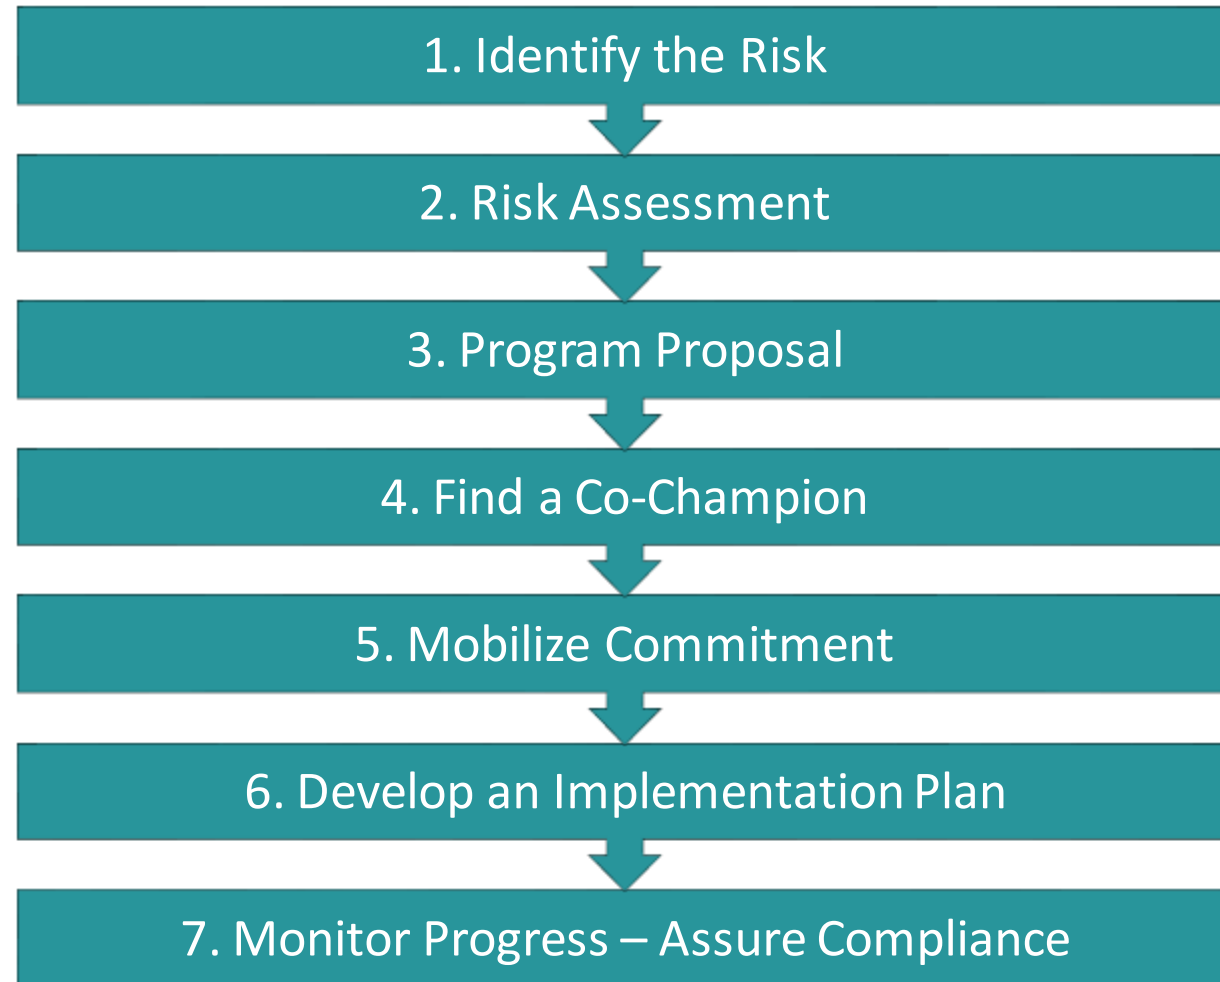 1. Identify the Risk
2. Risk Assessment
3. Program Proposal
4. Find a Co-Champion
5. Mobilize Commitment
6. Develop an Implementation Plan
7. Monitor Progress – Assure Compliance